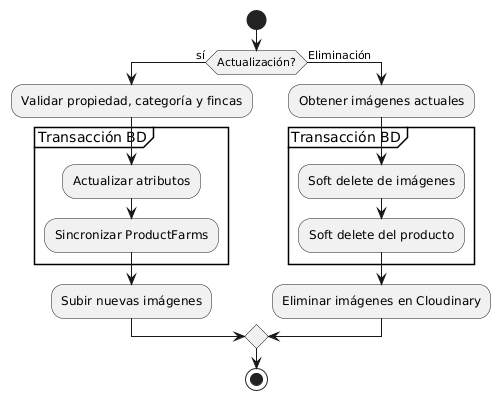 Actualización?
sí
Eliminación
Validar propiedad, categoría y fincas
Transacción BD
Actualizar atributos
Sincronizar ProductFarms
Subir nuevas imágenes
Obtener imágenes actuales
Transacción BD
Soft delete de imágenes
Soft delete del producto
Eliminar imágenes en Cloudinary